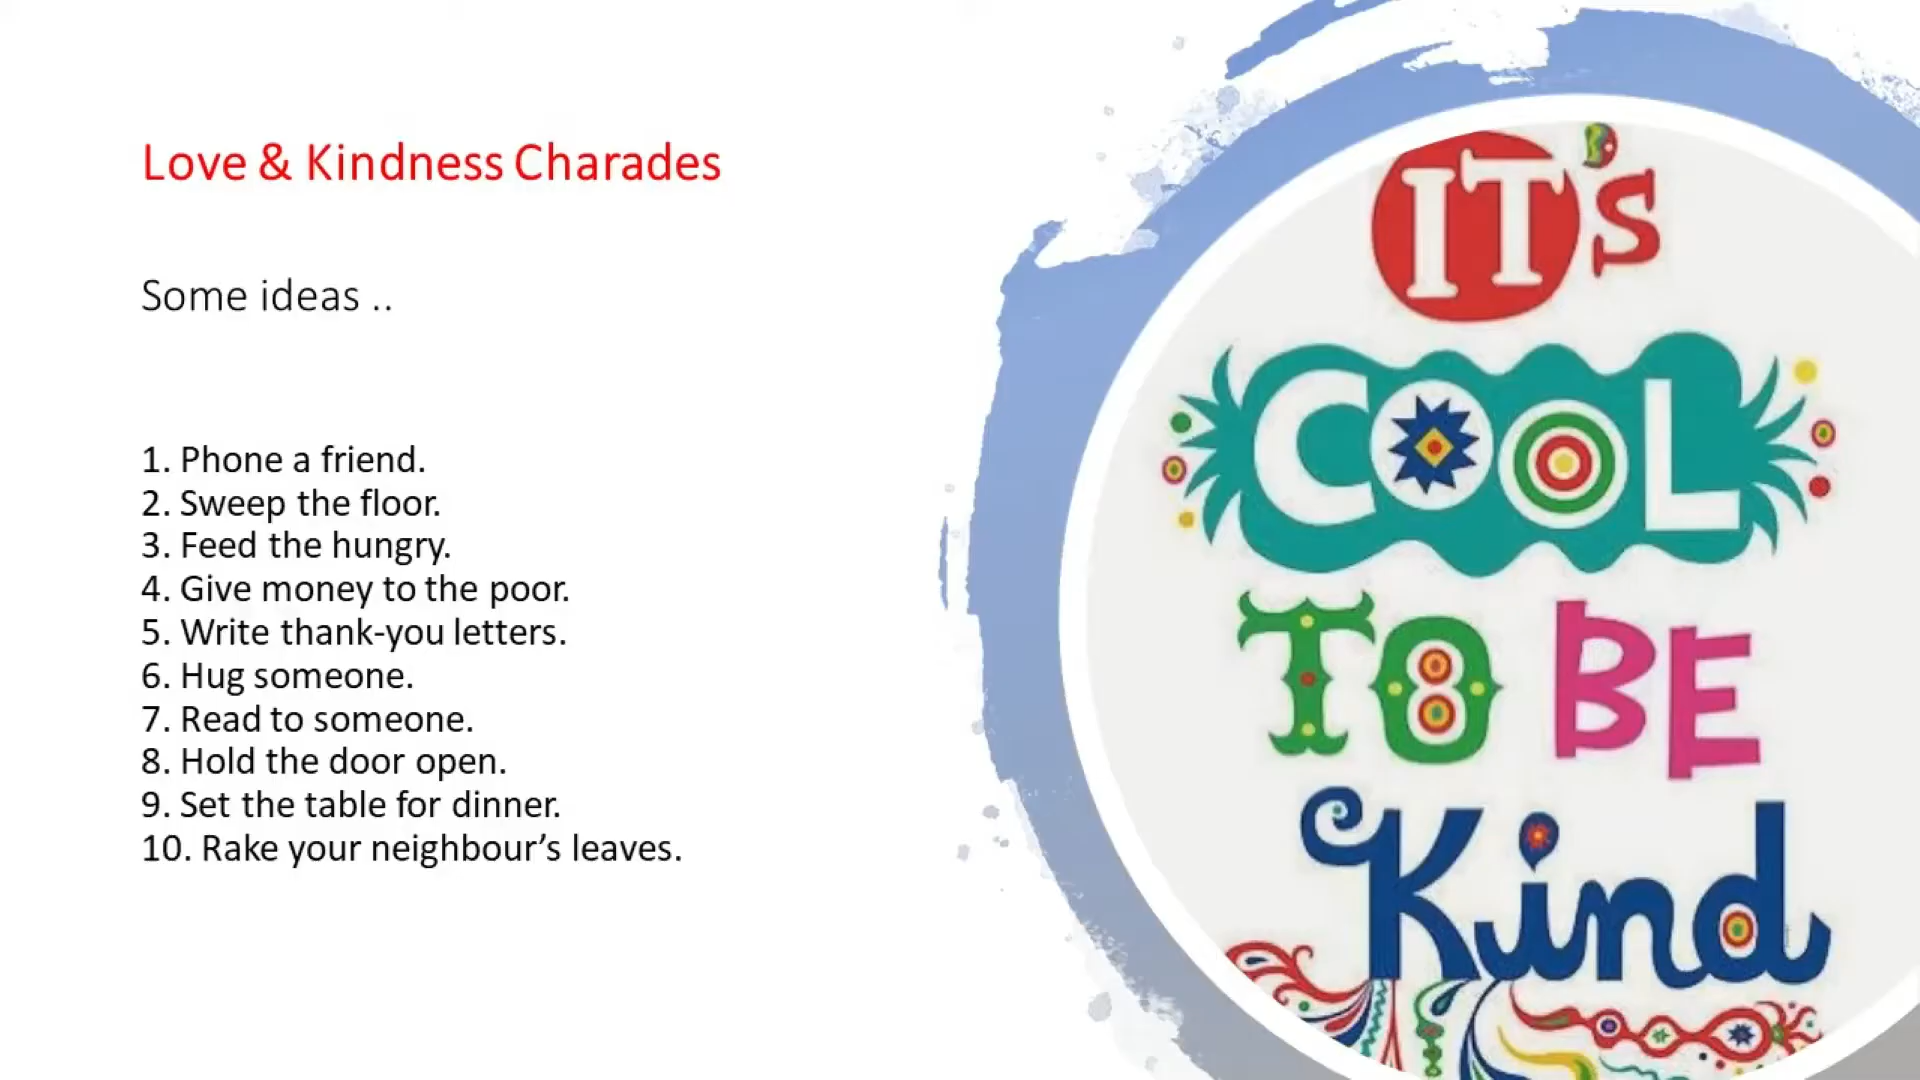 Love & Kindness Charades
Some ideas ..
1. Phone a friend.
2. Sweep the floor.
3. Feed the hungry.
4. Give money to the poor.
5. Write thank-you letters.
6. Hug someone.
7. Read to someone.
8. Hold the door open.
9. Set the table for dinner.
10. Rake your neighbour’s leaves.
IT's
COOL
TO BE
Kind